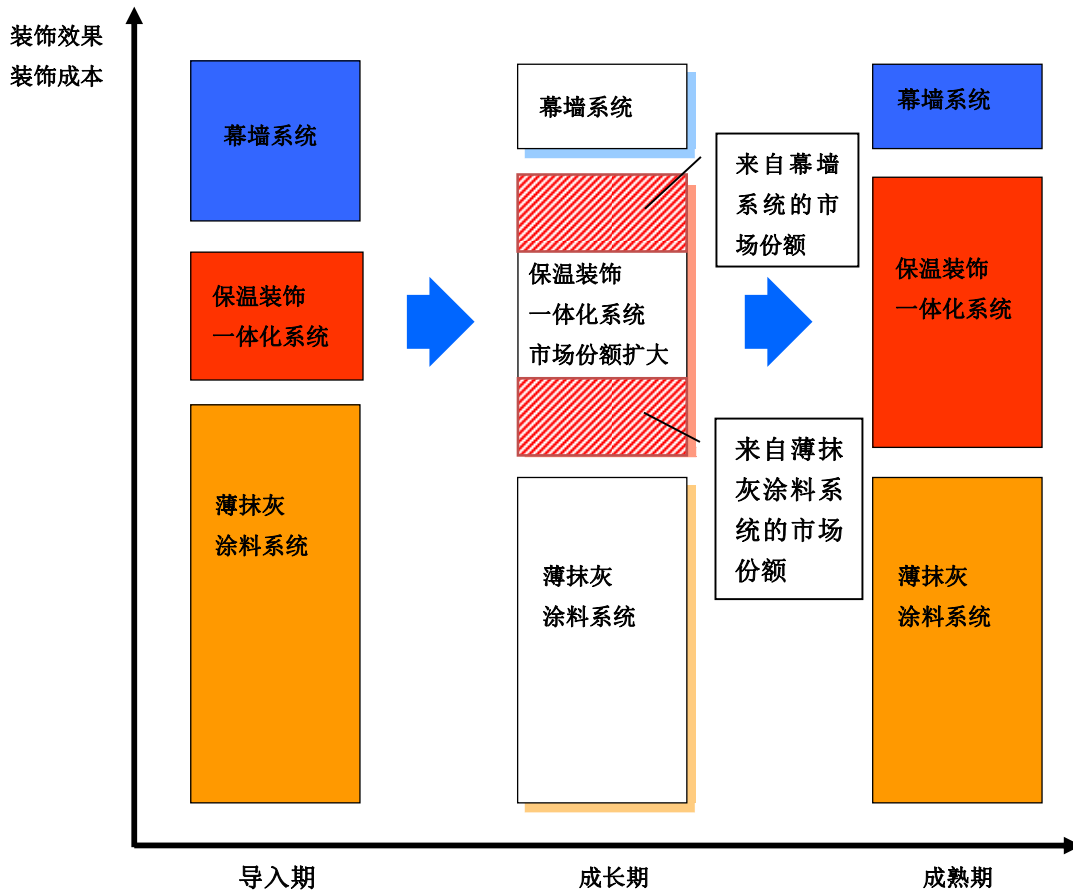 装饰效果
装饰成本
幕墙系统
保温装饰
一体化系统
薄抹灰
涂料系统
幕墙系统
保温装饰
一体化系统
市场份额扩大
薄抹灰
涂料系统
来自幕墙
系统的市
场份额
来自薄抹
灰涂料系
统的市场
份额
幕墙系统
保温装饰
一体化系统
薄抹灰
涂料系统
导入期
成长期
成熟期